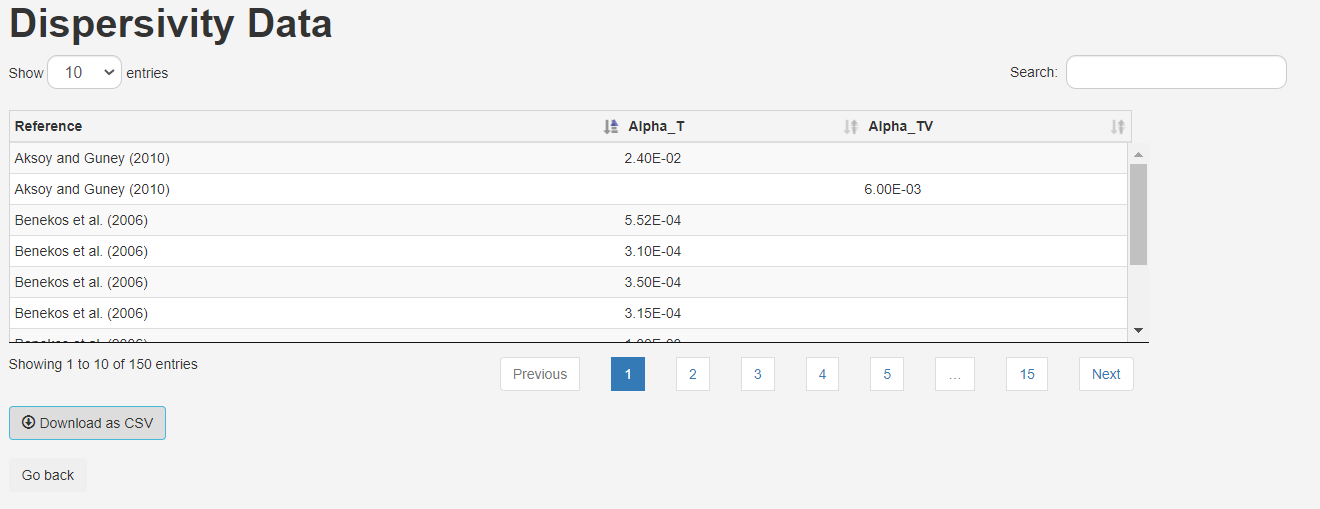 Dispersivity Data
Show 10 entries
Search:
Reference Alpha_T Alpha_TV
Aksoy and Guney (2010) 2.40E-02
Aksoy and Guney (2010) 6.00E-03
Benekos et al. (2006) 5.52E-04
Benekos et al. (2006) 3.10E-04
Benekos et al. (2006) 3.50E-04
Benekos et al. (2006) 3.15E-04
Showing 1 to 10 of 150 entries
Previous 1 2 3 4 5 … 15 Next
Download as CSV
Go back